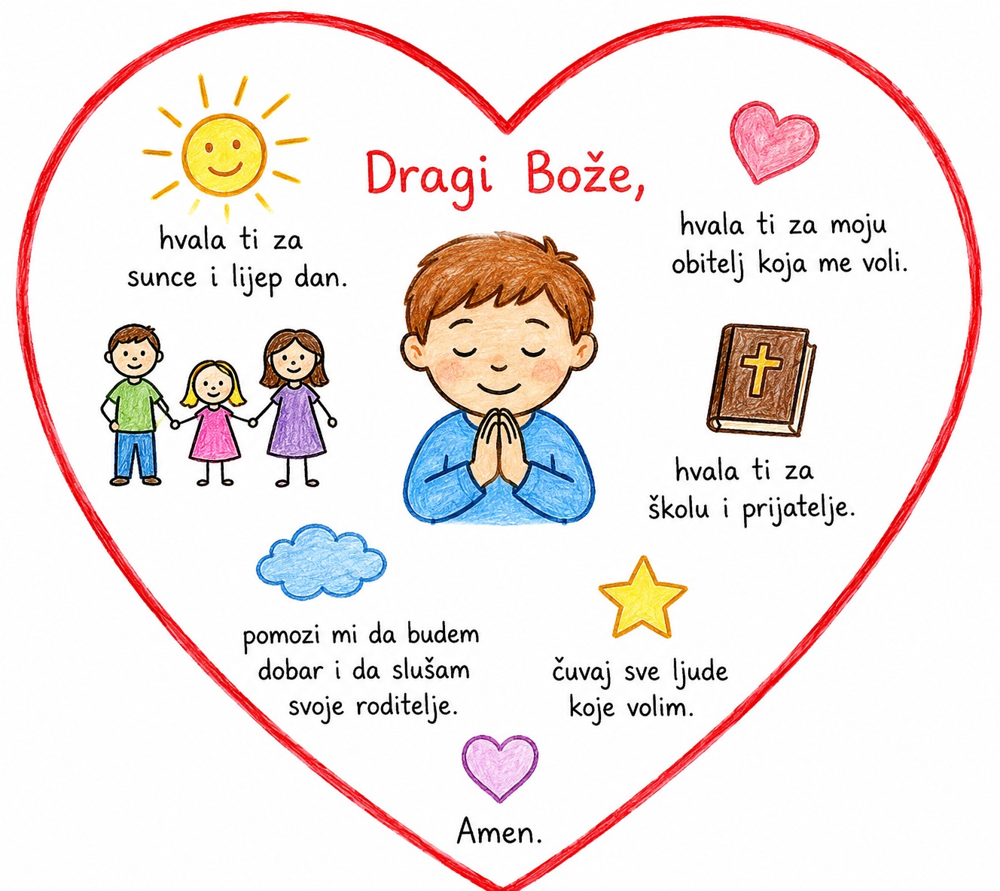 Dragi Bože,
hvala ti za
sunce i lijep dan.
hvala ti za moju
obitelj koja me voli.
hvala ti za
školu i prijatelje.
pomozi mi da budem
dobar i da slušam
svoje roditelje.
čuvaj sve ljude
koje volim.
Amen.